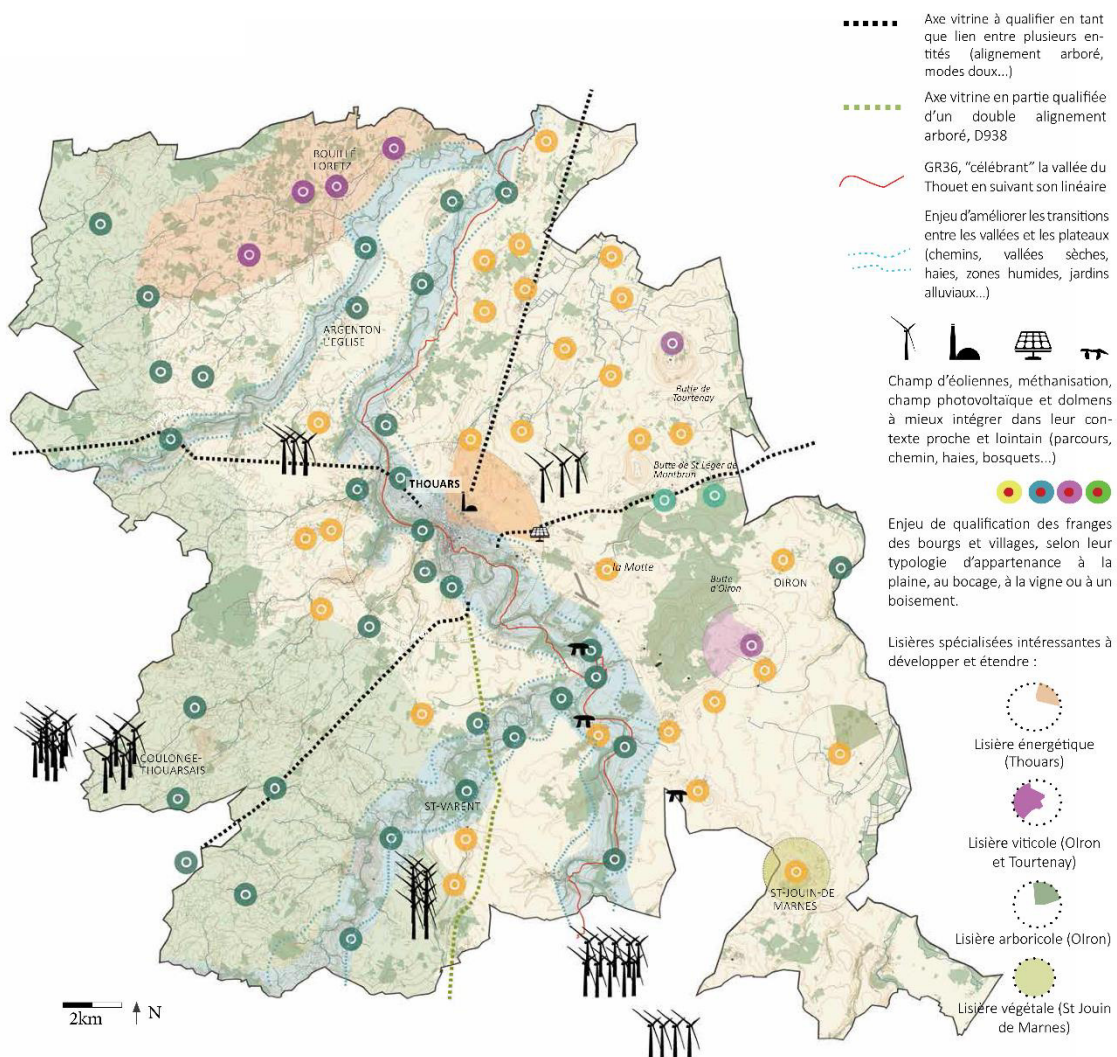 Axe vitrine à qualifier en tant
que lien entre plusieurs en-
tités (alignement arboré,
modes doux...)
Axe vitrine en partie qualifiée
d'un double alignement
arboré, D938
GR36, "célébrant" la vallée du
Thouet en suivant son linéaire
Enjeu d'améliorer les transitions
entre les vallées et les plateaux
(chemins, vallées sèches,
haies, zones humides, jardins
alluviaux...)
Champ d'éoliennes, méthanisation,
champ photovoltaïque et dolmens
à mieux intégrer dans leur con-
texte proche et lointain (parcours,
chemin, haies, bosquets...)
Enjeu de qualification des franges
des bourgs et villages, selon leur
typologie d'appartenance à la
plaine, au bocage, à la vigne ou à un
boisement.
Lisières spécialisées intéressantes à
développer et étendre :
Lisière énergétique
(Thouars)
Lisière viticole (OIron
et Tourtenay)
Lisière arboricole (OIron)
Lisière végétale (St Jouin
de Marnes)
BOUILLÉ
LORETZ
ARGENTON-
L'EGLISE
Butte de
Tourtenay
Butte de St Léger de
Montbrun
THOUARS
la Motte
Butte
d'Oiron
OIRON
COULONGE-
THOUARSAIS
ST-VARENT
ST-JOUIN-DE
MARNES
2km
N